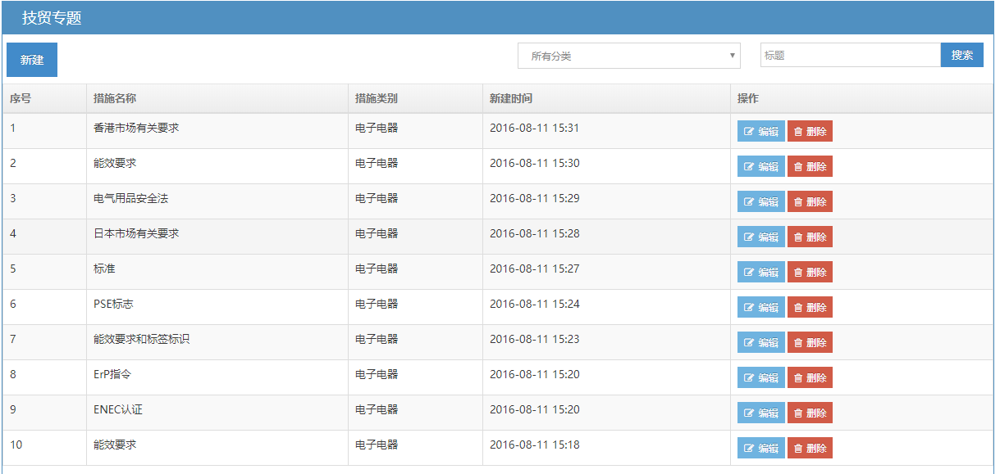 技贸专题
新建 所有分类 标题 搜索
序号 措施名称 措施类别 新建时间 操作
1 香港市场有关要求 电子电器 2016-08-11 15:31 编辑 删除
2 能效要求 电子电器 2016-08-11 15:30 编辑 删除
3 电气用品安全法 电子电器 2016-08-11 15:29 编辑 删除
4 日本市场有关要求 电子电器 2016-08-11 15:28 编辑 删除
5 标准 电子电器 2016-08-11 15:27 编辑 删除
6 PSE标志 电子电器 2016-08-11 15:24 编辑 删除
7 能效要求和标签标识 电子电器 2016-08-11 15:23 编辑 删除
8 ErP指令 电子电器 2016-08-11 15:20 编辑 删除
9 ENEC认证 电子电器 2016-08-11 15:20 编辑 删除
10 能效要求 电子电器 2016-08-11 15:18 编辑 删除